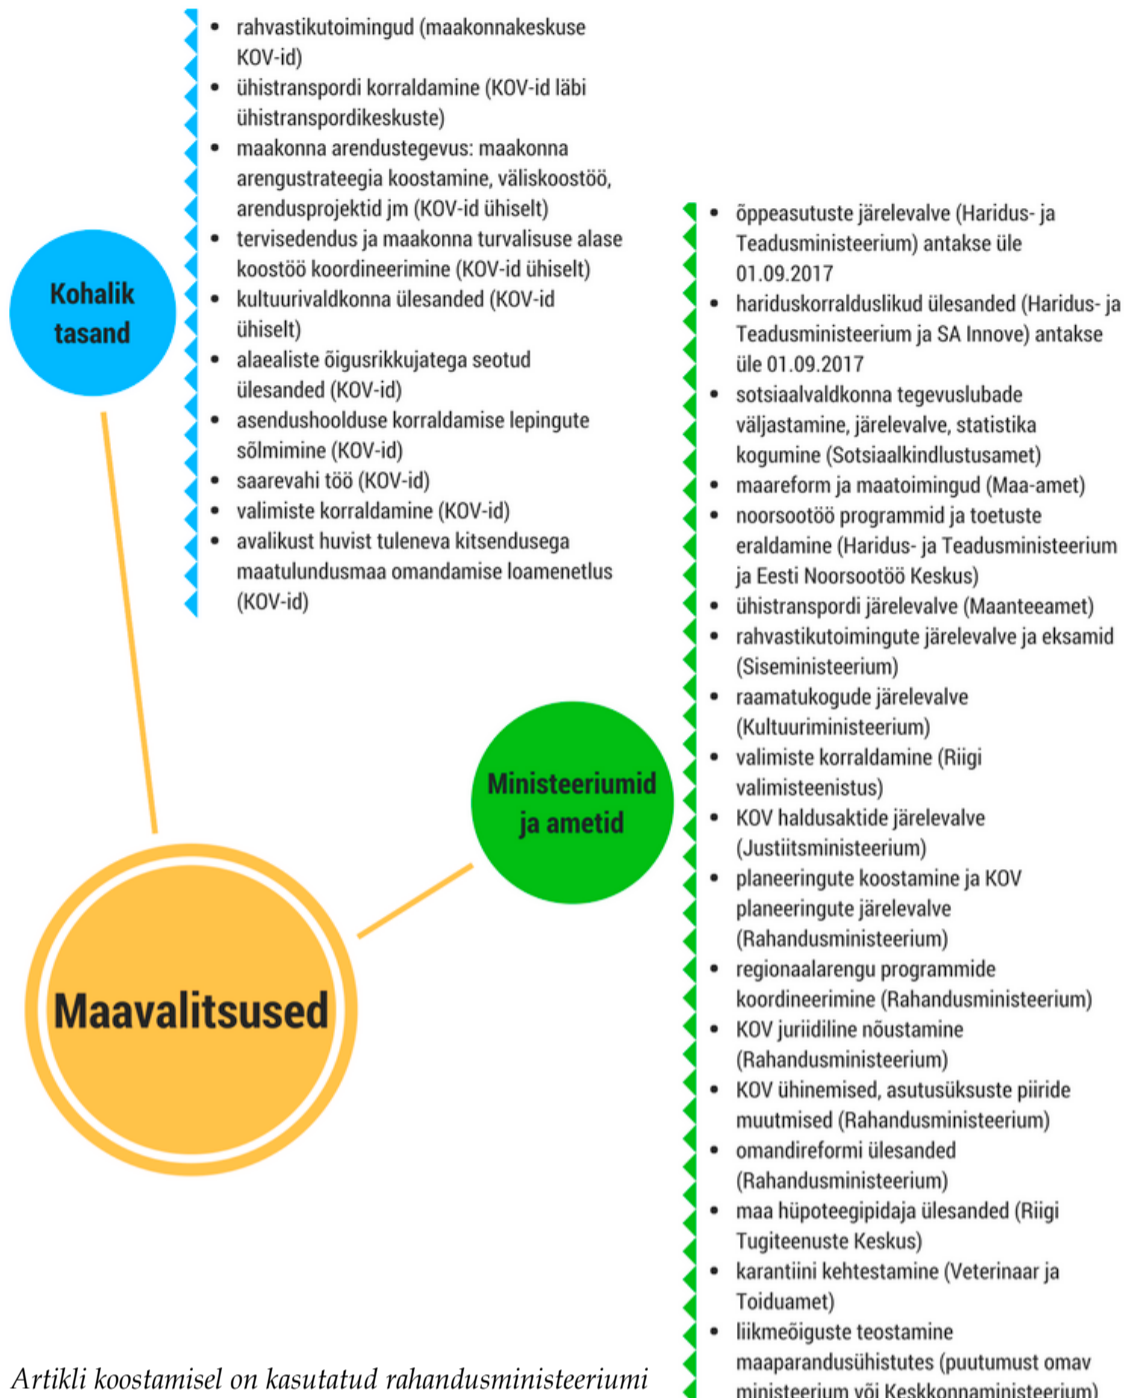 • rahvastikutoimingud (maakonnakeskuse
KOV-id)
• ühistranspordi korraldamine (KOV-id läbi
ühistranspordikeskuste)
• maakonna arendustegevus: maakonna
arengustrateegia koostamine, väliskoostöö,
arendusprojektid jm (KOV-id ühiselt)
• tervisedendus ja maakonna turvalisuse alase
koostöö koordineerimine (KOV-id ühiselt)
• kultuurivaldkonna ülesanded (KOV-id
ühiselt)
• alaealiste õigusrikkujatega seotud
ülesanded (KOV-id)
• asendushoolduse korraldamise lepingute
sõlmimine (KOV-id)
• saarevahi töö (KOV-id)
• valimiste korraldamine (KOV-id)
• avalikust huvist tuleneva kitsendusega
maatulundusmaa omandamise loamenetlus
(KOV-id)
Kohalik
tasand
• õppeasutuste järelevalve (Haridus- ja
Teadusministeerium) antakse üle
01.09.2017
• hariduskorralduslikud ülesanded (Haridus- ja
Teadusministeerium ja SA Innove) antakse
üle 01.09.2017
• sotsiaalvaldkonna tegevuslubade
väljastamine, järelevalve, statistika
kogumine (Sotsiaalkindlustusamet)
• maareform ja maatoimingud (Maa-amet)
• noorsootöö programmid ja toetuste
eraldamine (Haridus- ja Teadusministeerium
ja Eesti Noorsootöö Keskus)
• ühistranspordi järelevalve (Maanteeamet)
• rahvastikutoimingute järelevalve ja eksamid
(Siseministeerium)
• raamatukogude järelevalve
(Kultuuriministeerium)
• valimiste korraldamine (Riigi
valimisteenistus)
• KOV haldusaktide järelevalve
(Justiitsministeerium)
• planeeringute koostamine ja KOV
planeeringute järelevalve
(Rahandusministeerium)
• regionaalarengu programmide
koordineerimine (Rahandusministeerium)
• KOV juriidiline nõustamine
(Rahandusministeerium)
• KOV ühinemised, asutusüksuste piiride
muutmised (Rahandusministeerium)
• omandireformi ülesanded
(Rahandusministeerium)
• maa hüpoteegipidaja ülesanded (Riigi
Tugiteenuste Keskus)
• karantiini kehtestamine (Veterinaar ja
Toiduamet)
• liikmeõiguste teostamine
maaparandusühistutes (puutumust omav
ministeerium või Keskkonnaministeerium)
Ministeeriumid
ja ametid
Maavalitsused
Artikli koostamisel on kasutatud rahandusministeeriumi